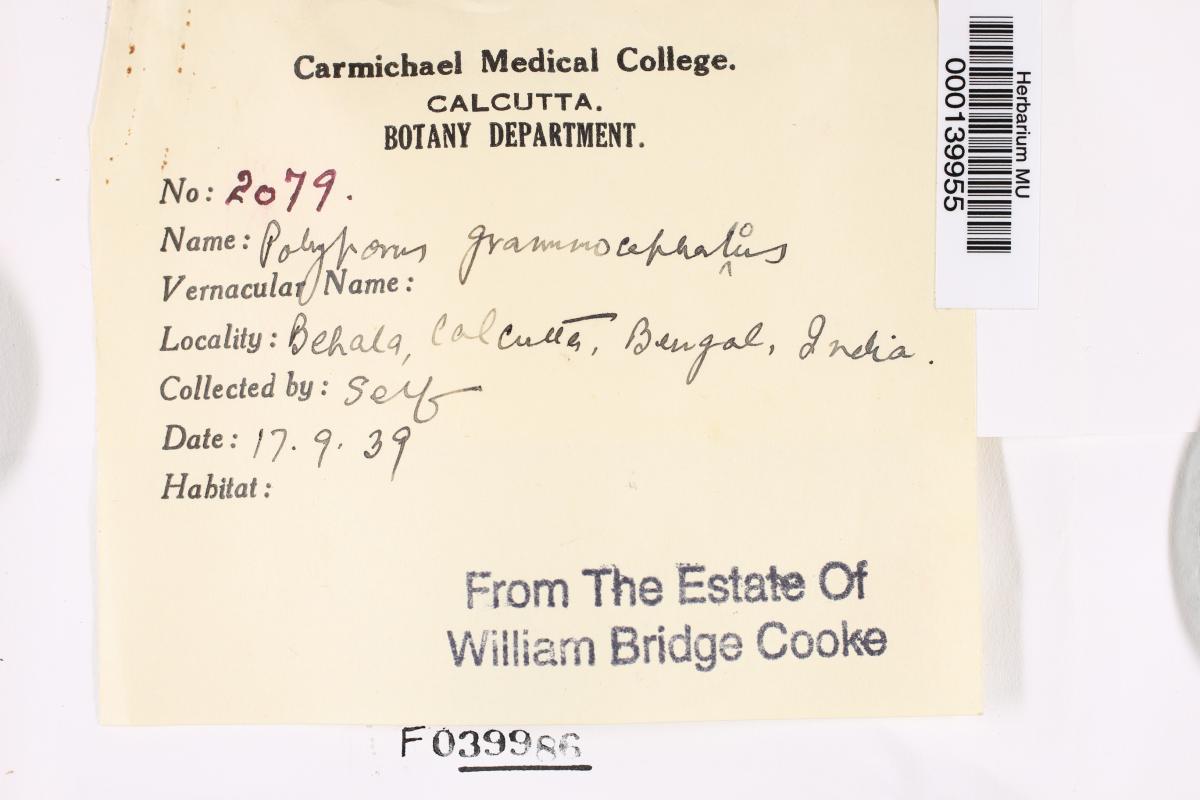 Carmichael Medical College.
CALCUTTA.
BOTANY DEPARTMENT.
No: 2079.
Name: Polyporus grammocephalus
Vernacular Name:
Locality: Behala, Calcutta, Bengal, India.
Collected by: Self
Date: 17.9.39
Habitat:
From The Estate Of
William Bridge Cooke
F039986
Herbarium MU
000139955